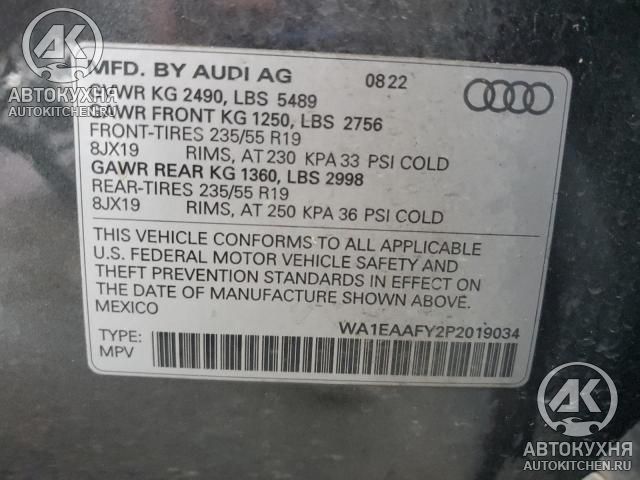 MFD. BY AUDI AG 08 22
GVWR KG 2490, LBS 5489
GAWR FRONT KG 1250, LBS 2756
FRONT-TIRES 235/55 R19
8JX19 RIMS, AT 230 KPA 33 PSI COLD
GAWR REAR KG 1360, LBS 2998
REAR-TIRES 235/55 R19
8JX19 RIMS, AT 250 KPA 36 PSI COLD
THIS VEHICLE CONFORMS TO ALL APPLICABLE
U.S. FEDERAL MOTOR VEHICLE SAFETY AND
THEFT PREVENTION STANDARDS IN EFFECT ON
THE DATE OF MANUFACTURE SHOWN ABOVE.
MEXICO
WA1EAAFY2P2019034
TYPE:
MPV
АК
АВТОКУХНЯ
AUTOKITCHEN.RU
АК
АВТОКУХНЯ
AUTOKITCHEN.RU